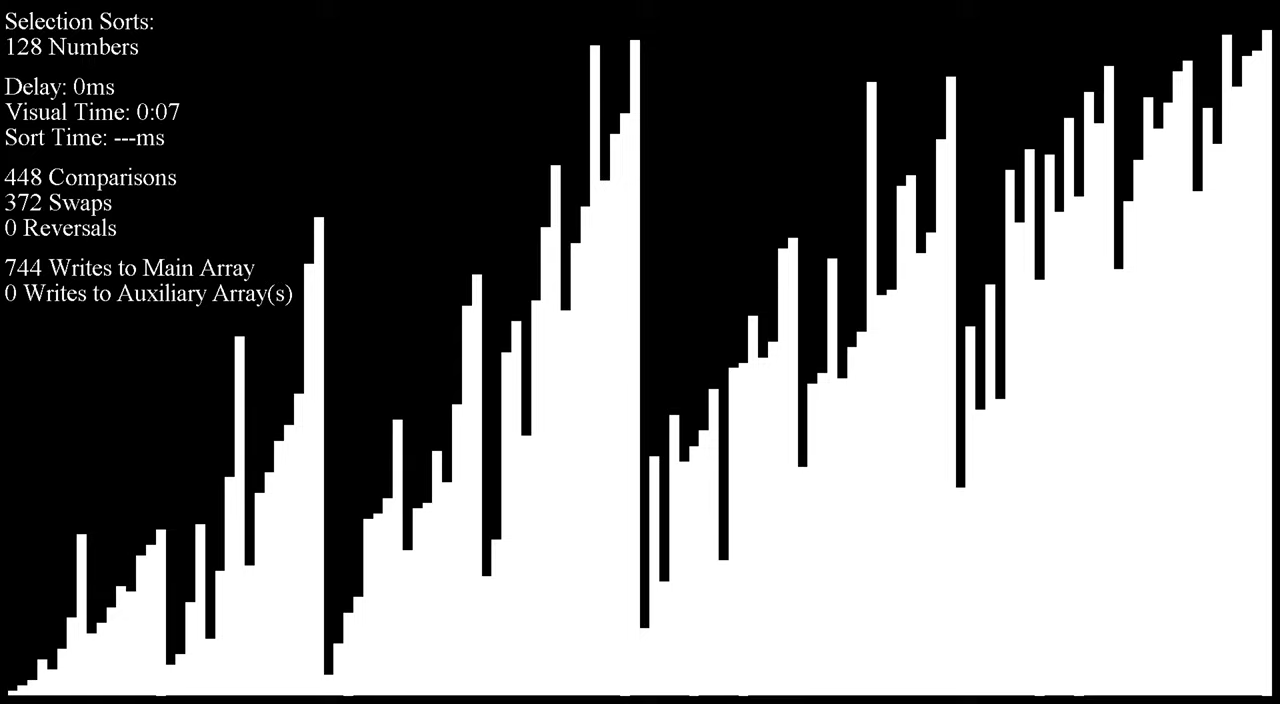 Selection Sorts:
128 Numbers
Delay: 0ms
Visual Time: 0:07
Sort Time: ---ms
448 Comparisons
372 Swaps
0 Reversals
744 Writes to Main Array
0 Writes to Auxiliary Array(s)